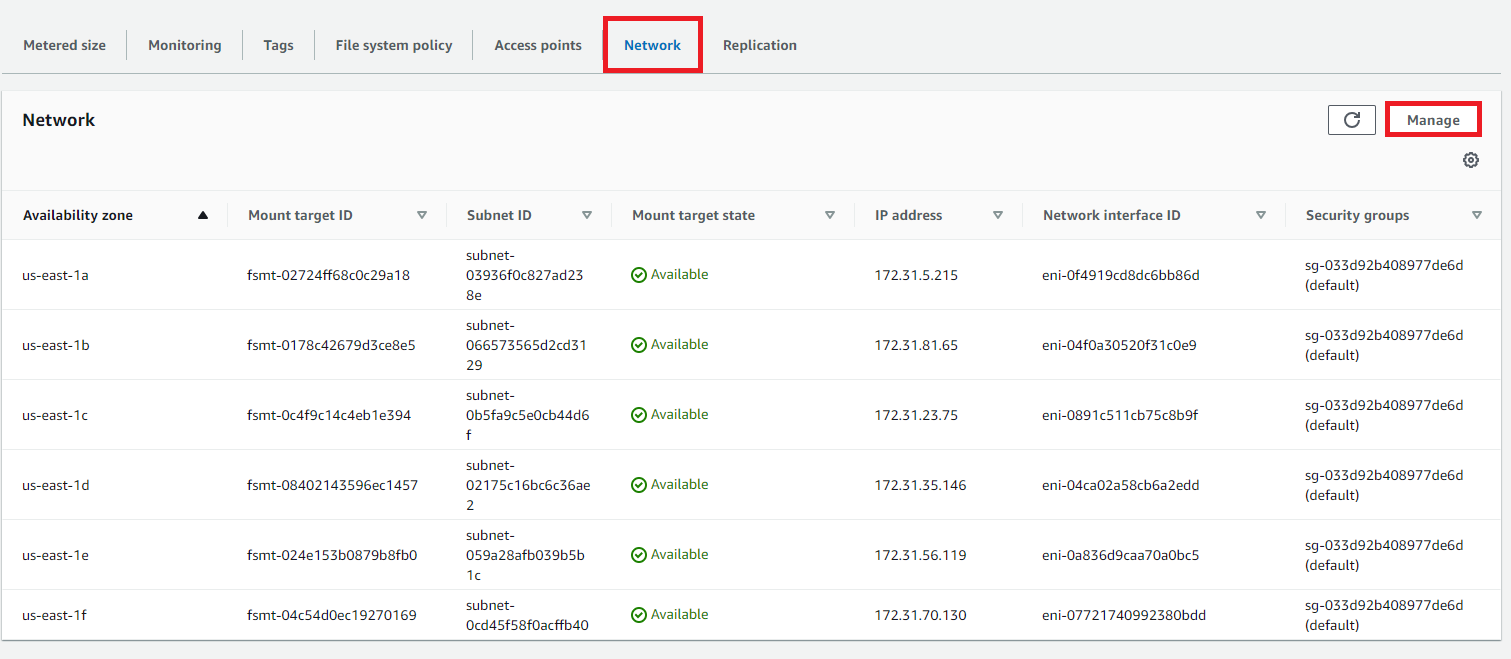 Metered size Monitoring Tags File system policy Access points Network Replication
Network
Manage
Availability zone Mount target ID Subnet ID Mount target state IP address Network interface ID Security groups
us-east-1a fsmt-02724ff68c0c29a18 subnet-03936f0c827ad238e Available 172.31.5.215 eni-0f4919cd8dc6bb86d sg-033d92b408977de6d (default)
us-east-1b fsmt-0178c42679d3ce8e5 subnet-066573565d2cd3129 Available 172.31.81.65 eni-04f0a30520f31c0e9 sg-033d92b408977de6d (default)
us-east-1c fsmt-0c4f9c14c4eb1e394 subnet-0b5fa9c5e0cb44d6f Available 172.31.23.75 eni-0891c511cb75c8b9f sg-033d92b408977de6d (default)
us-east-1d fsmt-08402143596ec1457 subnet-02175c16bc6c36ae2 Available 172.31.35.146 eni-04ca02a58cb6a2edd sg-033d92b408977de6d (default)
us-east-1e fsmt-024e153b0879b8fb0 subnet-059a28afb039b5b1c Available 172.31.56.119 eni-0a836d9caa70a0bc5 sg-033d92b408977de6d (default)
us-east-1f fsmt-04c54d0ec19270169 subnet-0cd45f58f0acffb40 Available 172.31.70.130 eni-07721740992380bdd sg-033d92b408977de6d (default)